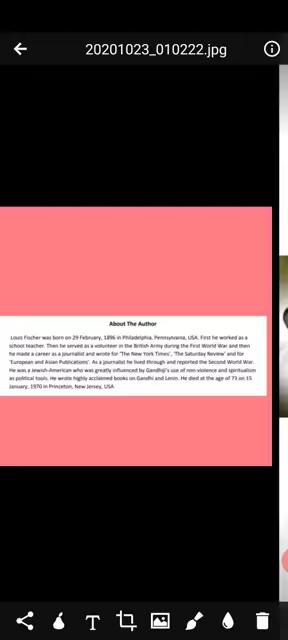 20201023_010222.jpg
About The Author
Louis Fischer was born on 29 February, 1896 in Philadelphia, Pennsylvania, USA. First he worked as a
school teacher. Then he served as a volunteer in the British Army during the First World War and then
he made a career as a journalist and wrote for 'The New York Times', 'The Saturday Review' and for
'European and Asian Publications'. As a journalist he lived through and reported the Second World War.
He was a Jewish-American who was greatly influenced by Gandhiji's use of non-violence and spiritualism
as political tools. He wrote highly acclaimed books on Gandhi and Lenin. He died at the age of 73 on 15
January, 1970 in Princeton, New Jersey, USA.